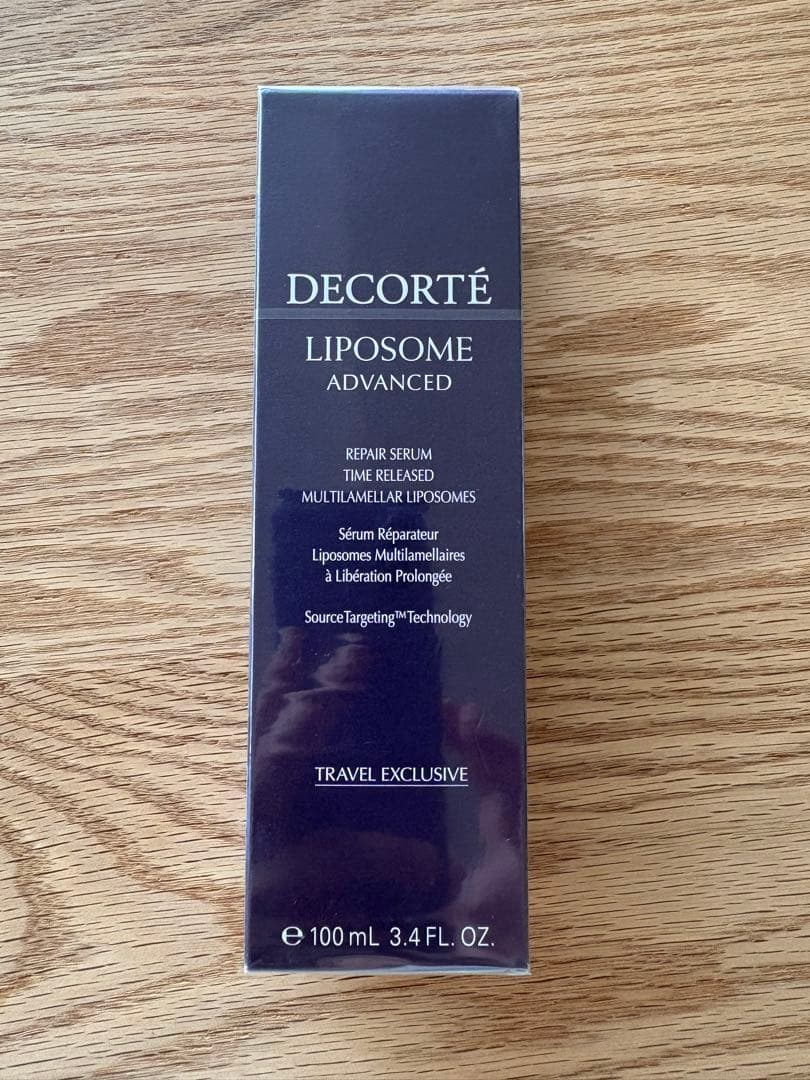 DECORTÉ
LIPOSOME
ADVANCED
REPAIR SERUM
TIME RELEASED
MULTILAMELLAR LIPOSOMES
Sérum Réparateur
Liposomes Multilamellaires
à Libération Prolongée
SourceTargeting™Technology
TRAVEL EXCLUSIVE
℮ 100 mL 3.4 FL. OZ.